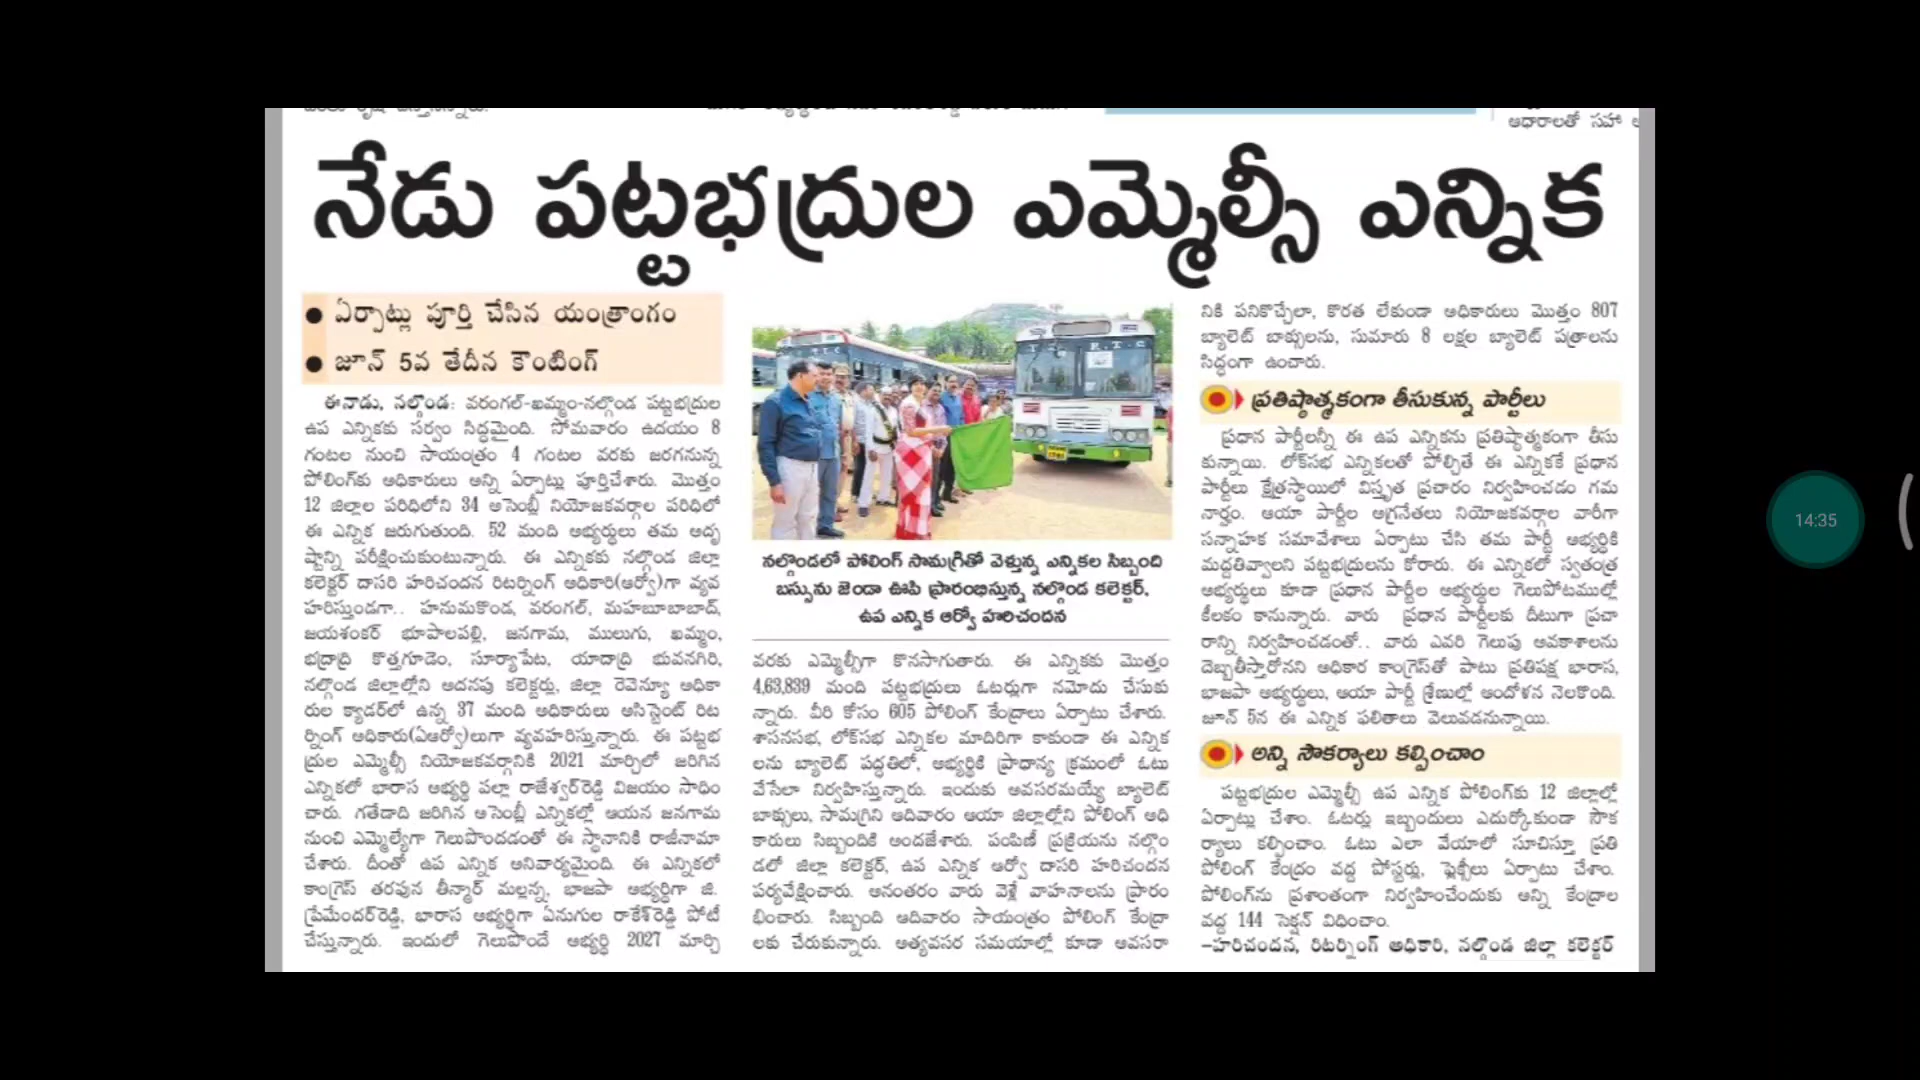 ఆధారాలతో సహా
నేడు పట్టభద్రుల ఎమ్మెల్సీ ఎన్నిక
● ఏర్పాట్లు పూర్తి చేసిన యంత్రాంగం
● జూన్ 5వ తేదీన కౌంటింగ్
ఈనాడు, నల్గొండ: వరంగల్-ఖమ్మం-నల్గొండ పట్టభద్రుల
ఉప ఎన్నికకు సర్వం సిద్ధమైంది. సోమవారం ఉదయం 8
గంటల నుంచి సాయంత్రం 4 గంటల వరకు జరగనున్న
పోలింగ్‌కు అధికారులు అన్ని ఏర్పాట్లు పూర్తిచేశారు. మొత్తం
12 జిల్లాల పరిధిలోని 34 అసెంబ్లీ నియోజకవర్గాల పరిధిలో
ఈ ఎన్నిక జరుగుతుంది. 52 మంది అభ్యర్థులు తమ అదృ
ష్టాన్ని పరీక్షించుకుంటున్నారు. ఈ ఎన్నికకు నల్గొండ జిల్లా
కలెక్టర్ దాసరి హరిచందన రిటర్నింగ్ అధికారి(ఆర్వో)గా వ్యవ
హరిస్తుండగా.. హనుమకొండ, వరంగల్, మహబూబాబాద్,
జయశంకర్ భూపాలపల్లి, జనగామ, ములుగు, ఖమ్మం,
భద్రాద్రి కొత్తగూడెం, సూర్యాపేట, యాదాద్రి భువనగిరి,
నల్గొండ జిల్లాల్లోని అదనపు కలెక్టర్లు, జిల్లా రెవెన్యూ అధికా
రుల క్యాడర్‌లో ఉన్న 37 మంది అధికారులు అసిస్టెంట్ రిట
ర్నింగ్ అధికారు(ఏఆర్వో)లుగా వ్యవహరిస్తున్నారు. ఈ పట్టభ
ద్రుల ఎమ్మెల్సీ నియోజకవర్గానికి 2021 మార్చిలో జరిగిన
ఎన్నికలో భారాస అభ్యర్థి పల్లా రాజేశ్వర్‌రెడ్డి విజయం సాధిం
చారు. గతేడాది జరిగిన అసెంబ్లీ ఎన్నికల్లో ఆయన జనగామ
నుంచి ఎమ్మెల్యేగా గెలుపొందడంతో ఈ స్థానానికి రాజీనామా
చేశారు. దీంతో ఉప ఎన్నిక అనివార్యమైంది. ఈ ఎన్నికలో
కాంగ్రెస్ తరఫున తీన్మార్ మల్లన్న, భాజపా అభ్యర్థిగా జి.
ప్రేమేందర్‌రెడ్డి, భారాస అభ్యర్థిగా ఏనుగుల రాకేశ్‌రెడ్డి పోటీ
చేస్తున్నారు. ఇందులో గెలుపొందే అభ్యర్థి 2027 మార్చి
నల్గొండలో పోలింగ్ సామగ్రితో వెళ్తున్న ఎన్నికల సిబ్బంది
బస్సును జెండా ఊపి ప్రారంభిస్తున్న నల్గొండ కలెక్టర్,
ఉప ఎన్నిక ఆర్వో హరిచందన
వరకు ఎమ్మెల్సీగా కొనసాగుతారు. ఈ ఎన్నికకు మొత్తం
4,63,839 మంది పట్టభద్రులు ఓటర్లుగా నమోదు చేసుకు
న్నారు. వీరి కోసం 605 పోలింగ్ కేంద్రాలు ఏర్పాటు చేశారు.
శాసనసభ, లోక్‌సభ ఎన్నికల మాదిరిగా కాకుండా ఈ ఎన్నిక
లను బ్యాలెట్ పద్ధతిలో, అభ్యర్థికి ప్రాధాన్య క్రమంలో ఓటు
వేసేలా నిర్వహిస్తున్నారు. ఇందుకు అవసరమయ్యే బ్యాలెట్
బాక్సులు, సామగ్రిని ఆదివారం ఆయా జిల్లాల్లోని పోలింగ్ అధి
కారులు సిబ్బందికి అందజేశారు. పంపిణీ ప్రక్రియను నల్గొం
డలో జిల్లా కలెక్టర్, ఉప ఎన్నిక ఆర్వో దాసరి హరిచందన
పర్యవేక్షించారు. అనంతరం వారు వెళ్లే వాహనాలను ప్రారం
భించారు. సిబ్బంది ఆదివారం సాయంత్రం పోలింగ్ కేంద్రా
లకు చేరుకున్నారు. అత్యవసర సమయాల్లో కూడా అవసరా
నికి పనికొచ్చేలా, కొరత లేకుండా అధికారులు మొత్తం 807
బ్యాలెట్ బాక్సులను, సుమారు 8 లక్షల బ్యాలెట్ పత్రాలను
సిద్ధంగా ఉంచారు.
ప్రతిష్ఠాత్మకంగా తీసుకున్న పార్టీలు
ప్రధాన పార్టీలన్నీ ఈ ఉప ఎన్నికను ప్రతిష్ఠాత్మకంగా తీసు
కున్నాయి. లోక్‌సభ ఎన్నికలతో పోల్చితే ఈ ఎన్నికకే ప్రధాన
పార్టీలు క్షేత్రస్థాయిలో విస్తృత ప్రచారం నిర్వహించడం గమ
నార్హం. ఆయా పార్టీల అగ్రనేతలు నియోజకవర్గాల వారీగా
సన్నాహక సమావేశాలు ఏర్పాటు చేసి తమ పార్టీ అభ్యర్థికి
మద్దతివ్వాలని పట్టభద్రులను కోరారు. ఈ ఎన్నికలో స్వతంత్ర
అభ్యర్థులు కూడా ప్రధాన పార్టీల అభ్యర్థుల గెలుపోటముల్లో
కీలకం కానున్నారు. వారు ప్రధాన పార్టీలకు దీటుగా ప్రచా
రాన్ని నిర్వహించడంతో.. వారు ఎవరి గెలుపు అవకాశాలను
దెబ్బతీస్తారోనని అధికార కాంగ్రెస్‌తో పాటు ప్రతిపక్ష భారాస,
భాజపా అభ్యర్థులు, ఆయా పార్టీ శ్రేణుల్లో ఆందోళన నెలకొంది.
జూన్ 5న ఈ ఎన్నిక ఫలితాలు వెలువడనున్నాయి.
అన్ని సౌకర్యాలు కల్పించాం
పట్టభద్రుల ఎమ్మెల్సీ ఉప ఎన్నిక పోలింగ్‌కు 12 జిల్లాల్లో
ఏర్పాట్లు చేశాం. ఓటర్లు ఇబ్బందులు ఎదుర్కోకుండా సౌక
ర్యాలు కల్పించాం. ఓటు ఎలా వేయాలో సూచిస్తూ ప్రతి
పోలింగ్ కేంద్రం వద్ద పోస్టర్లు, ఫ్లెక్సీలు ఏర్పాటు చేశాం.
పోలింగ్‌ను ప్రశాంతంగా నిర్వహించేందుకు అన్ని కేంద్రాల
వద్ద 144 సెక్షన్ విధించాం.
-హరిచందన, రిటర్నింగ్ అధికారి, నల్గొండ జిల్లా కలెక్టర్
14:35